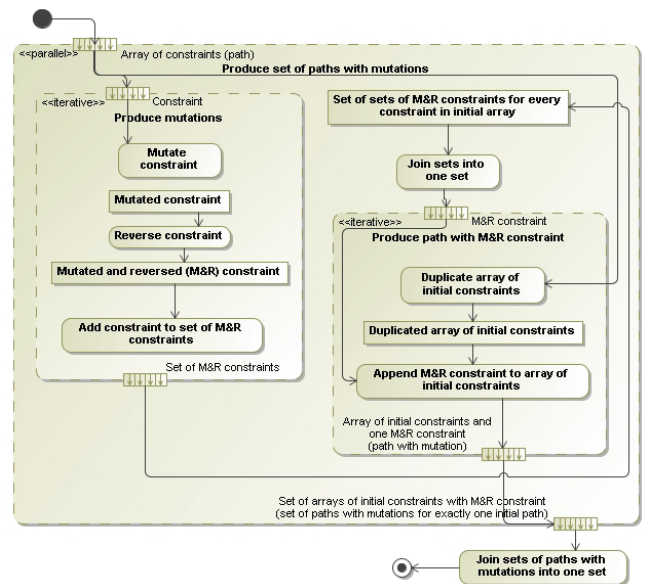 <<parallel>>
Array of constraints (path)
Produce set of paths with mutations
<<iterative>>
Constraint
Produce mutations
Mutate
constraint
Mutated constraint
Reverse constraint
Mutated and reversed (M&R) constraint
Add constraint to set of M&R
constraints
Set of M&R constraints
Set of sets of M&R constraints for every
constraint in initial array
Join sets into
one set
<<iterative>>
M&R constraint
Produce path with M&R constraint
Duplicate array of
initial constraints
Duplicated array of initial constraints
Append M&R constraint to array of
initial constraints
Array of initial constraints and
one M&R constraint
(path with mutation)
Set of arrays of initial constraints with M&R constraint
(set of paths with mutations for exactly one initial path)
Join sets of paths with
mutations into one set